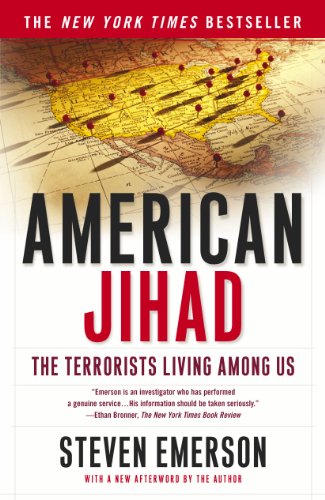 THE NEW YORK TIMES BESTSELLER
AMERICAN
JIHAD
THE TERRORISTS LIVING AMONG US
"Emerson is an investigator who has performed
a genuine service...His information should be taken seriously."
—Ethan Bronner, The New York Times Book Review
STEVEN EMERSON
WITH A NEW AFTERWORD BY THE AUTHOR